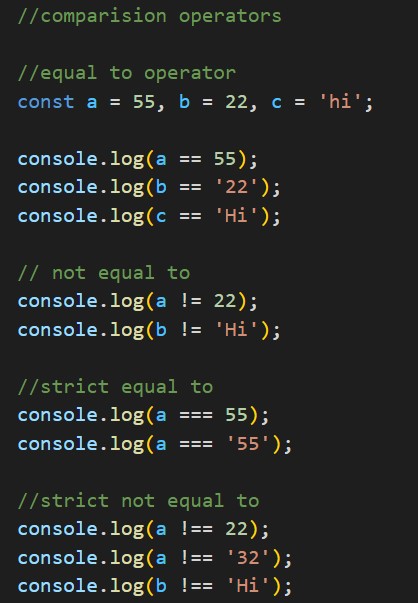 //comparision operators
//equal to operator
const a = 55, b = 22, c = 'hi';
console.log(a == 55);
console.log(b == '22');
console.log(c == 'Hi');
// not equal to
console.log(a != 22);
console.log(b != 'Hi');
//strict equal to
console.log(a === 55);
console.log(a === '55');
//strict not equal to
console.log(a !== 22);
console.log(a !== '32');
console.log(b !== 'Hi');